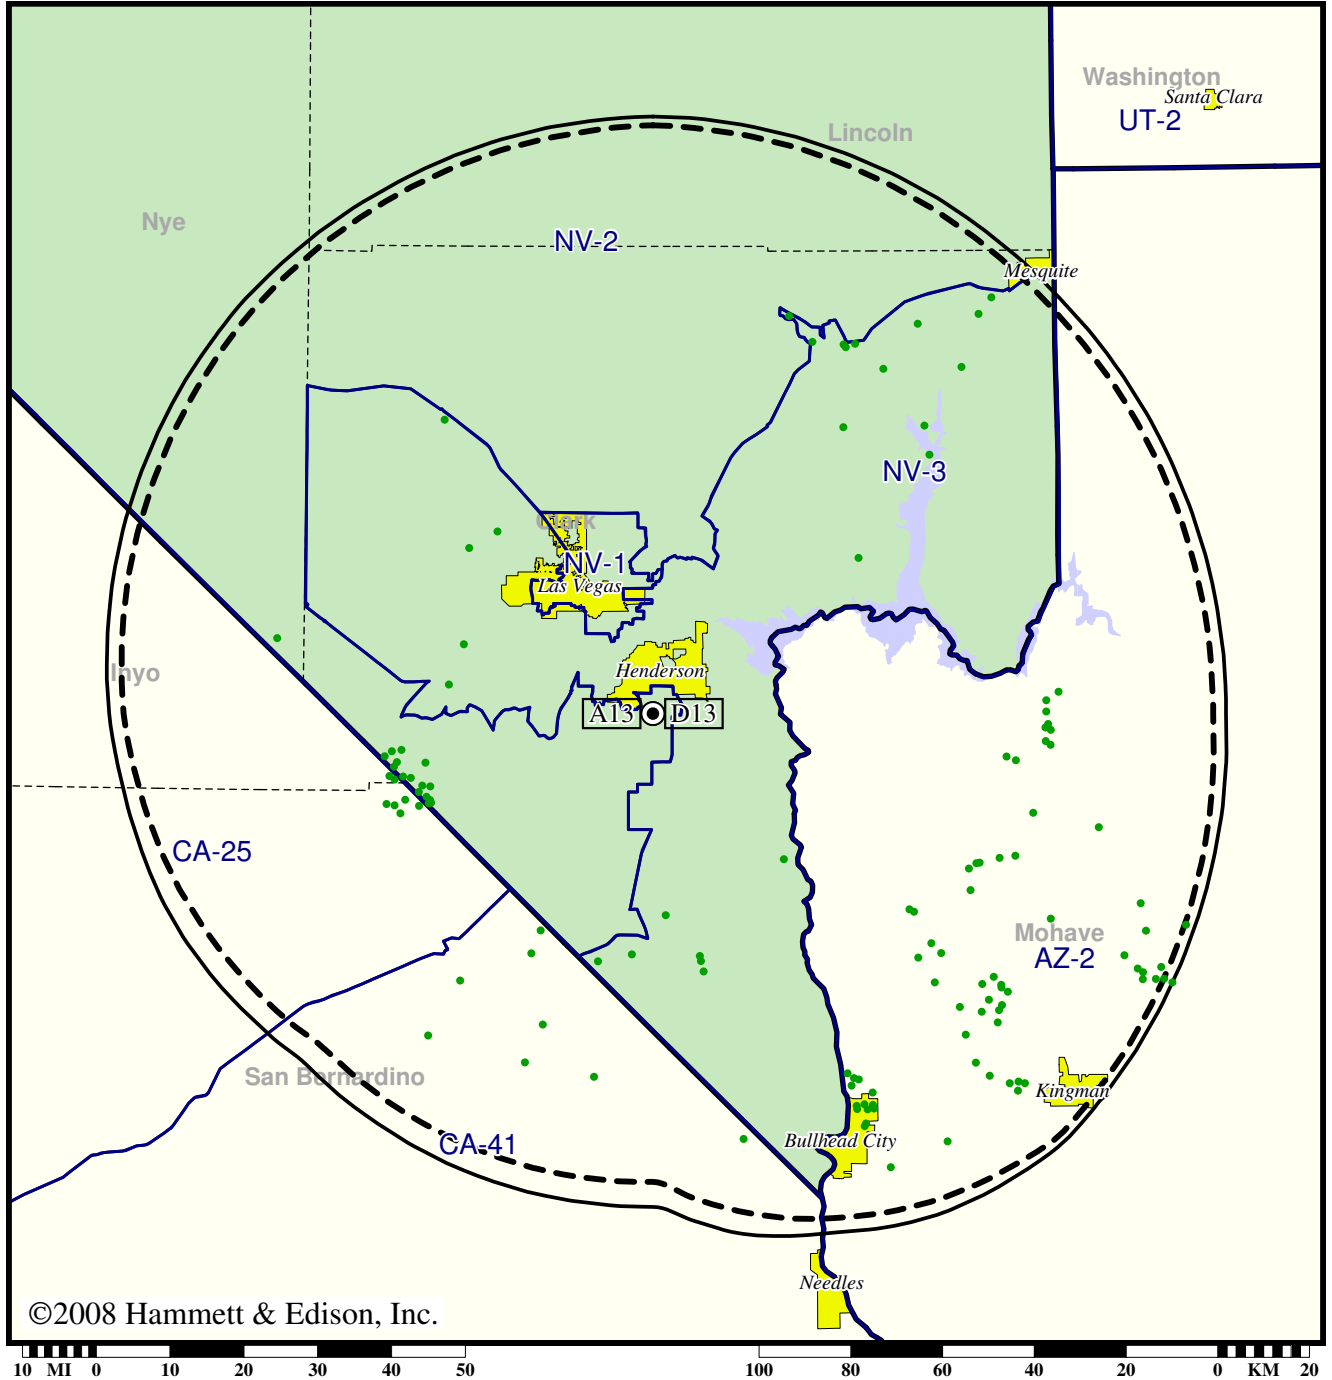 Washington
Santa Clara
UT-2
Lincoln
Nye
NV-2
Mesquite
NV-3
Clark
NV-1
Las Vegas
Inyo
Henderson
A13 D13
CA-25
Mohave
AZ-2
San Bernardino
Kingman
CA-41
Bullhead City
Needles
©2008 Hammett & Edison, Inc.
10 MI 0 10 20 30 40 50 100 80 60 40 20 0 KM 20